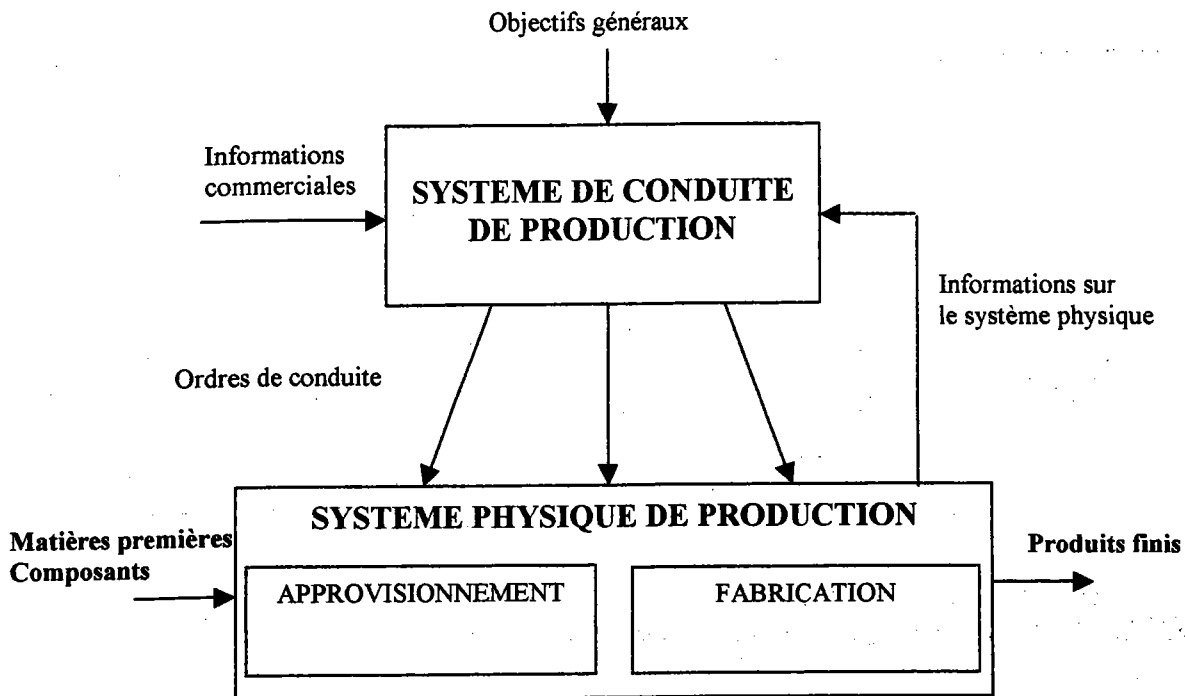 Objectifs généraux
Informations
commerciales
SYSTEME DE CONDUITE
DE PRODUCTION
Informations sur
le système physique
Ordres de conduite
SYSTEME PHYSIQUE DE PRODUCTION
Matières premières
Composants
Produits finis
APPROVISIONNEMENT
FABRICATION